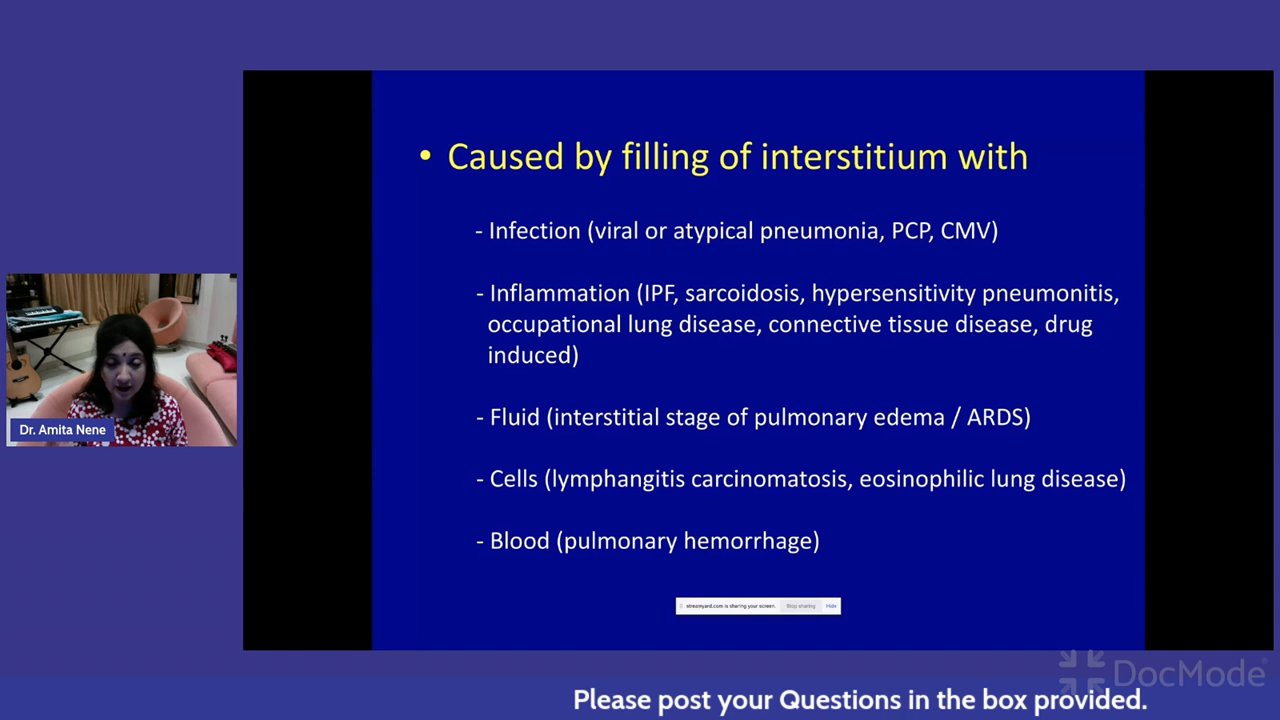 • Caused by filling of interstitium with
- Infection (viral or atypical pneumonia, PCP, CMV)
- Inflammation (IPF, sarcoidosis, hypersensitivity pneumonitis,
occupational lung disease, connective tissue disease, drug
induced)
- Fluid (interstitial stage of pulmonary edema / ARDS)
- Cells (lymphangitis carcinomatosis, eosinophilic lung disease)
- Blood (pulmonary hemorrhage)
streamyard.com is sharing your screen. Stop sharing Hide
Dr. Amita Nene
DocMode
Please post your Questions in the box provided.